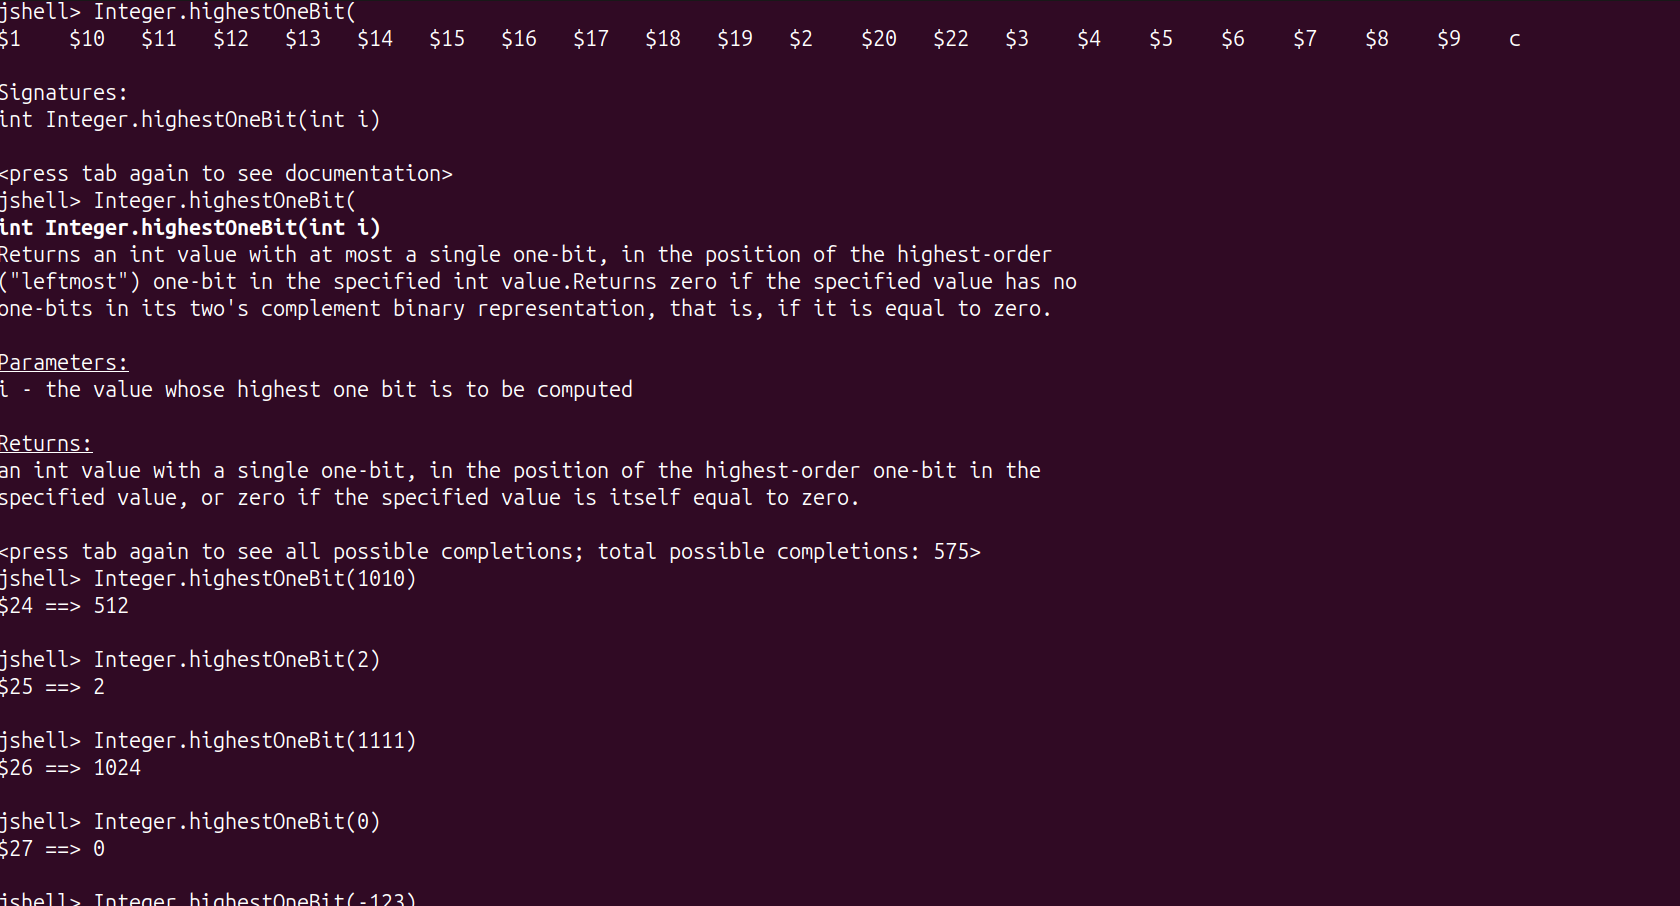 jshell> Integer.highestOneBit(
$1 $10 $11 $12 $13 $14 $15 $16 $17 $18 $19 $2 $20 $22 $3 $4 $5 $6 $7 $8 $9 c
Signatures:
int Integer.highestOneBit(int i)
<press tab again to see documentation>
jshell> Integer.highestOneBit(
int Integer.highestOneBit(int i)
Returns an int value with at most a single one-bit, in the position of the highest-order
("leftmost") one-bit in the specified int value.Returns zero if the specified value has no
one-bits in its two's complement binary representation, that is, if it is equal to zero.
Parameters:
i - the value whose highest one bit is to be computed
Returns:
an int value with a single one-bit, in the position of the highest-order one-bit in the
specified value, or zero if the specified value is itself equal to zero.
<press tab again to see all possible completions; total possible completions: 575>
jshell> Integer.highestOneBit(1010)
$24 ==> 512
jshell> Integer.highestOneBit(2)
$25 ==> 2
jshell> Integer.highestOneBit(1111)
$26 ==> 1024
jshell> Integer.highestOneBit(0)
$27 ==> 0
jshell> Integer.highestOneBit(-123)